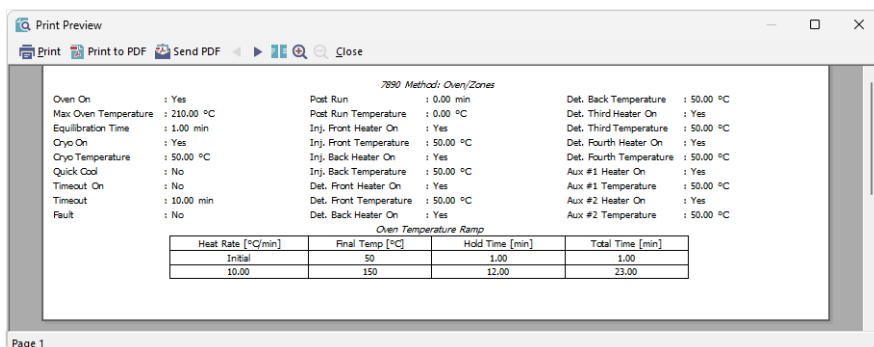 Print Preview
Print Print to PDF Send PDF Close
7890 Method: Oven/Zones
Oven On : Yes Post Run : 0.00 min Det. Back Temperature : 50.00 °C
Max Oven Temperature : 210.00 °C Post Run Temperature : 0.00 °C Det. Third Heater On : Yes
Equilibration Time : 1.00 min Inj. Front Heater On : Yes Det. Third Temperature : 50.00 °C
Cryo On : Yes Inj. Front Temperature : 50.00 °C Det. Fourth Heater On : Yes
Cryo Temperature : 50.00 °C Inj. Back Heater On : Yes Det. Fourth Temperature : 50.00 °C
Quick Cool : No Inj. Back Temperature : 50.00 °C Aux #1 Heater On : Yes
Timeout On : No Det. Front Heater On : Yes Aux #1 Temperature : 50.00 °C
Timeout : 10.00 min Det. Front Temperature : 50.00 °C Aux #2 Heater On : Yes
Fault : No Det. Back Heater On : Yes Aux #2 Temperature : 50.00 °C
Oven Temperature Ramp
Heat Rate [°C/min] Final Temp [°C] Hold Time [min] Total Time [min]
Initial 50 1.00 1.00
10.00 150 12.00 23.00
Page 1